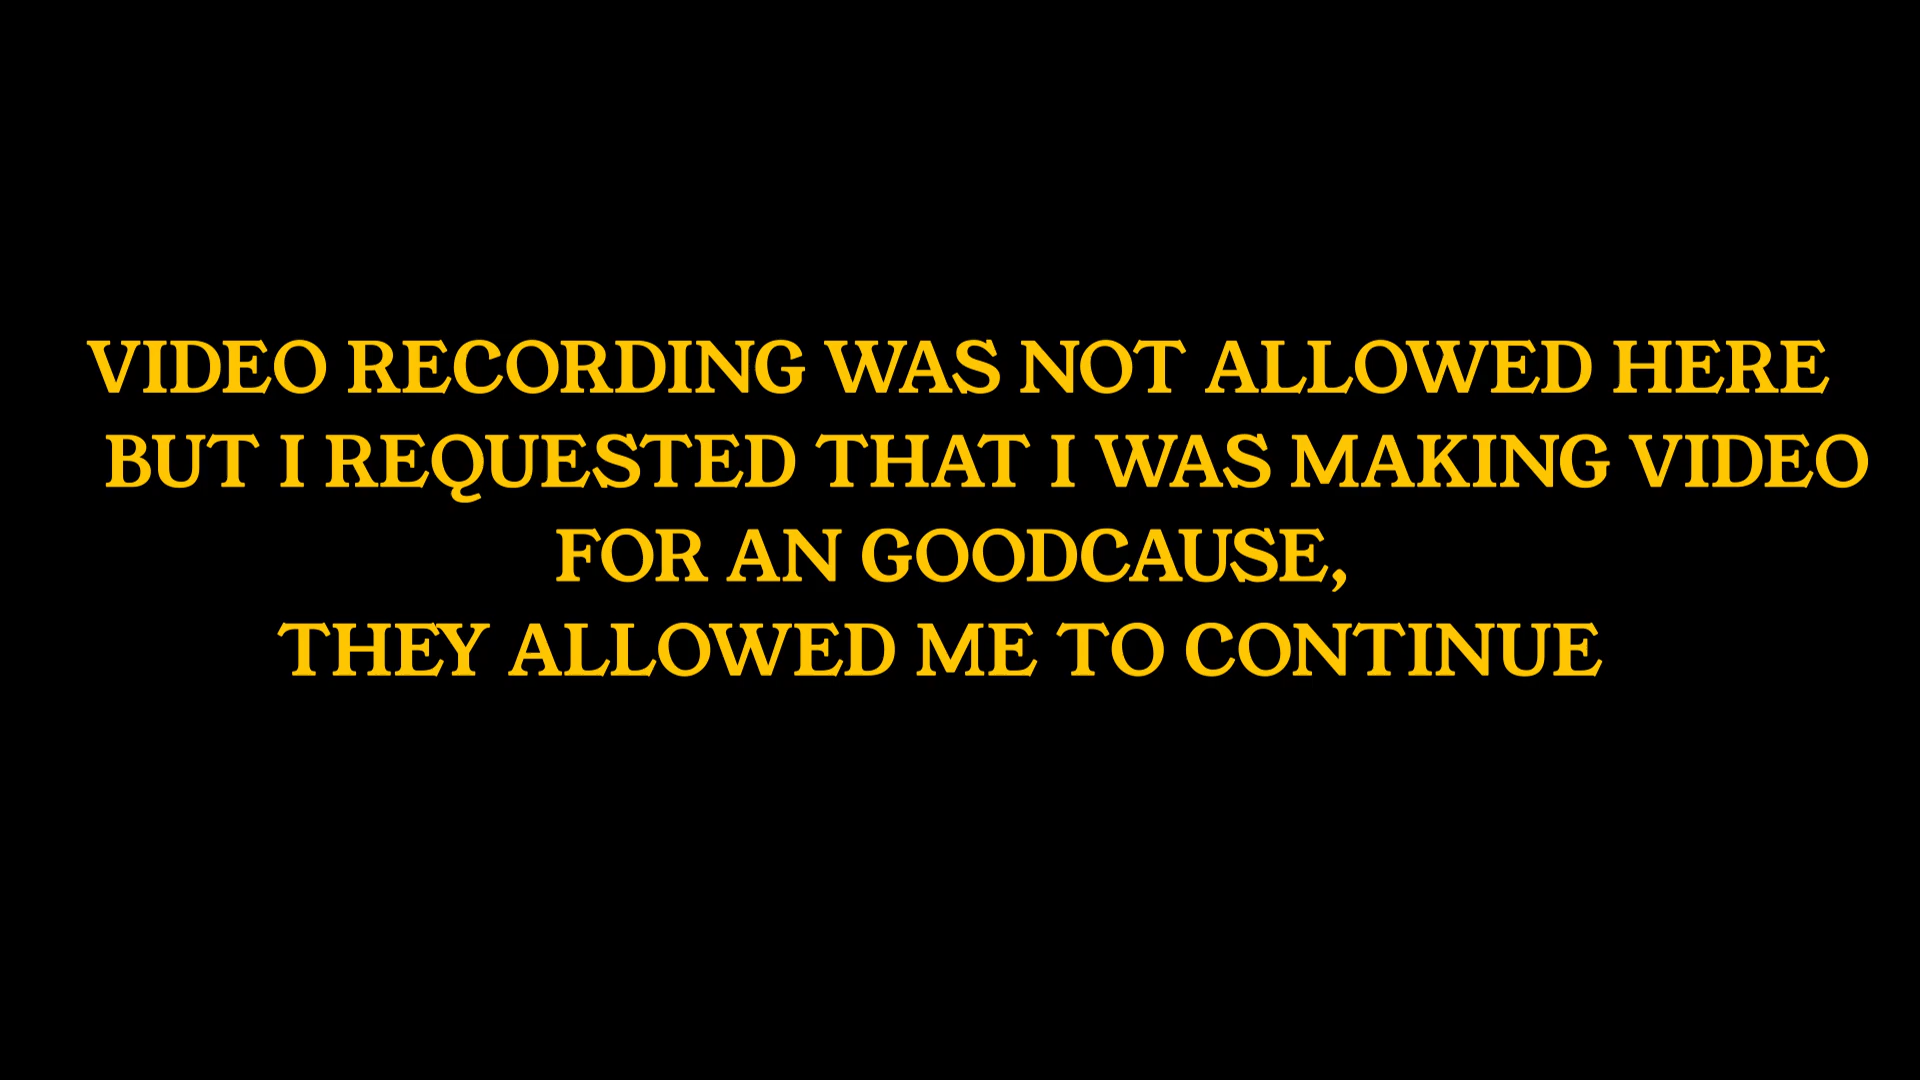 VIDEO RECORDING WAS NOT ALLOWED HERE
BUT I REQUESTED THAT I WAS MAKING VIDEO
FOR AN GOODCAUSE,
THEY ALLOWED ME TO CONTINUE